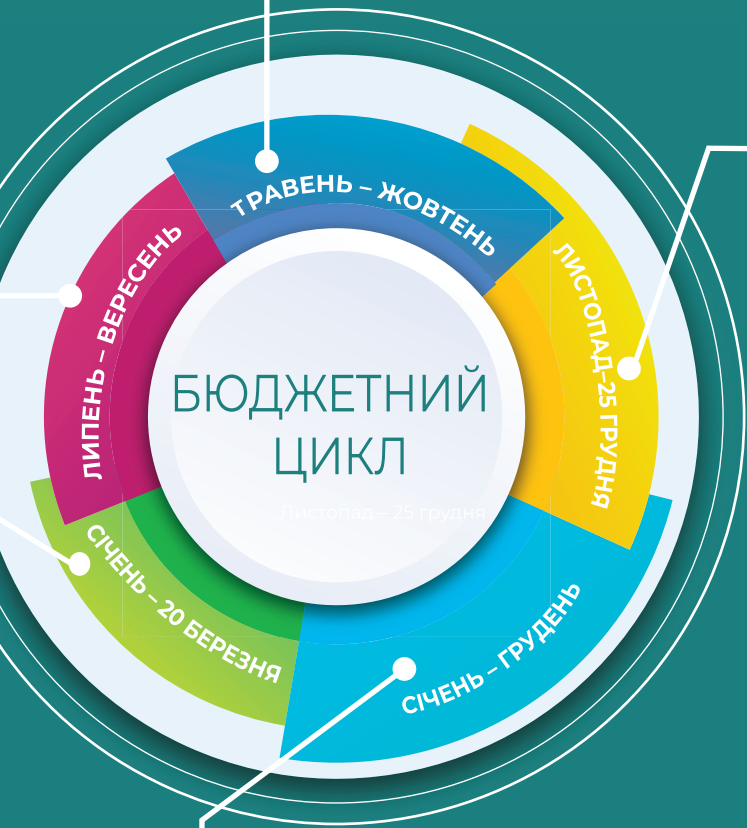 ТРАВЕНЬ – ЖОВТЕНЬ
ЛИСТОПАД–25 ГРУДНЯ
СІЧЕНЬ – ГРУДЕНЬ
СІЧЕНЬ – 20 БЕРЕЗНЯ
ЛИПЕНЬ – ВЕРЕСЕНЬ
БЮДЖЕТНИЙ
ЦИКЛ
Листопад – 25 грудня